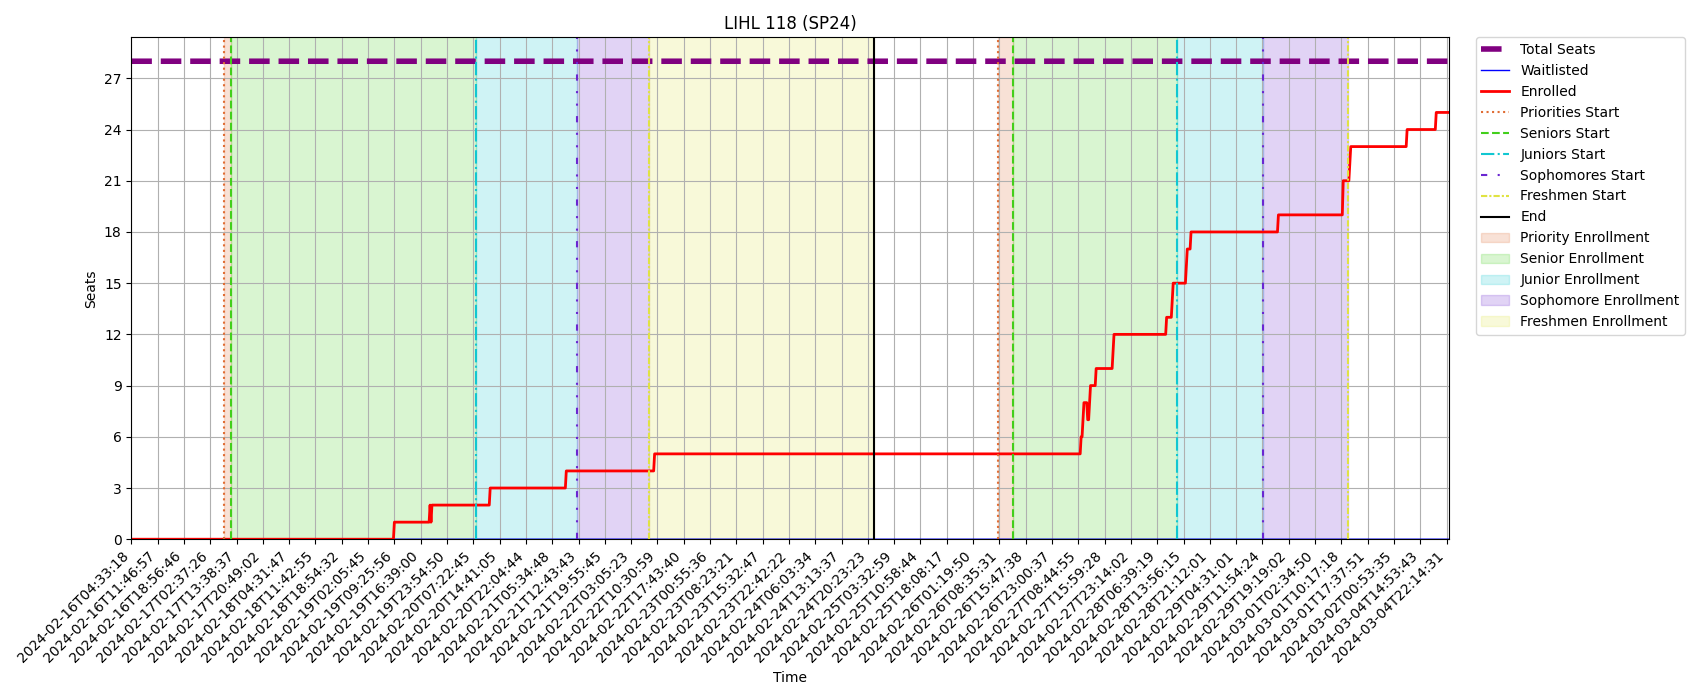 LIHL 118 (SP24)
Seats
27
24
21
18
15
12
9
6
3
0
2024-02-16T04:33:18
2024-02-16T11:46:57
2024-02-16T18:56:46
2024-02-17T02:37:26
2024-02-17T13:38:37
2024-02-17T20:49:02
2024-02-18T04:31:47
2024-02-18T11:42:55
2024-02-18T18:54:32
2024-02-19T02:05:45
2024-02-19T09:25:56
2024-02-19T16:39:00
2024-02-19T23:54:50
2024-02-20T07:22:45
2024-02-20T14:41:05
2024-02-20T22:04:44
2024-02-21T05:34:48
2024-02-21T12:43:43
2024-02-21T19:55:45
2024-02-22T03:05:23
2024-02-22T10:30:59
2024-02-22T17:43:40
2024-02-23T00:55:36
2024-02-23T08:23:21
2024-02-23T15:32:47
2024-02-23T22:42:22
2024-02-24T06:03:34
2024-02-24T13:13:37
2024-02-24T20:23:23
2024-02-25T03:32:59
2024-02-25T10:58:44
2024-02-25T18:08:17
2024-02-26T01:19:50
2024-02-26T08:35:31
2024-02-26T15:47:38
2024-02-26T23:00:37
2024-02-27T08:44:55
2024-02-27T15:59:28
2024-02-27T23:14:02
2024-02-28T06:39:19
2024-02-28T13:56:15
2024-02-28T21:12:01
2024-02-29T04:31:01
2024-02-29T11:54:24
2024-02-29T19:19:02
2024-03-01T02:34:50
2024-03-01T10:17:18
2024-03-01T17:37:51
2024-03-02T00:53:35
2024-03-04T14:53:43
2024-03-04T22:14:31
Time
Total Seats
Waitlisted
Enrolled
Priorities Start
Seniors Start
Juniors Start
Sophomores Start
Freshmen Start
End
Priority Enrollment
Senior Enrollment
Junior Enrollment
Sophomore Enrollment
Freshmen Enrollment